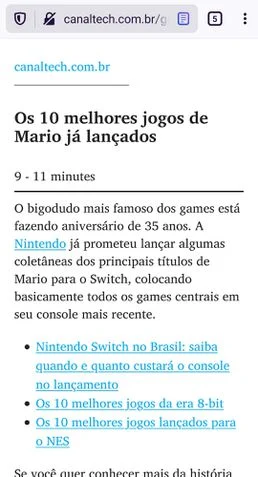 canaltech.com.br/g
5
canaltech.com.br
Os 10 melhores jogos de
Mario já lançados
9 - 11 minutes
O bigodudo mais famoso dos games está
fazendo aniversário de 35 anos. A
Nintendo já prometeu lançar algumas
coletâneas dos principais títulos de
Mario para o Switch, colocando
basicamente todos os games centrais em
seu console mais recente.
Nintendo Switch no Brasil: saiba
quando e quanto custará o console
no lançamento
Os 10 melhores jogos da era 8-bit
Os 10 melhores jogos lançados para
o NES
Se você quer conhecer mais da história